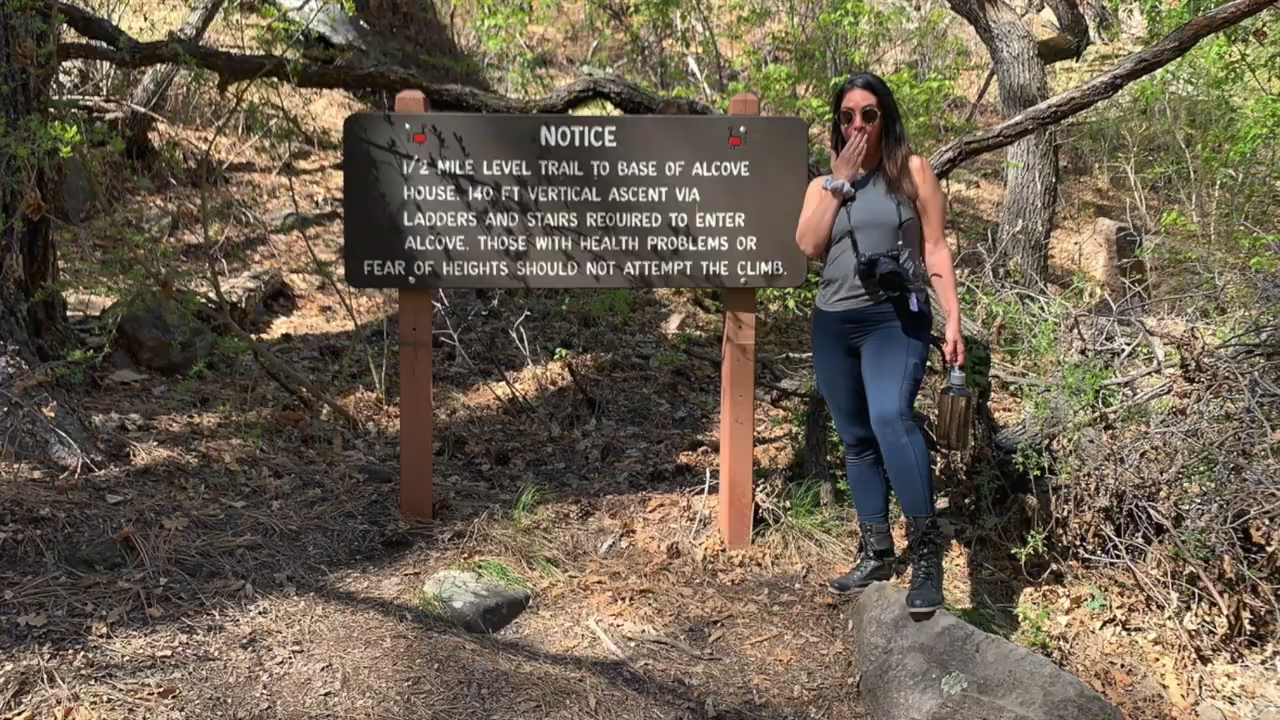 NOTICE
1/2 MILE LEVEL TRAIL TO BASE OF ALCOVE
HOUSE. 140 FT VERTICAL ASCENT VIA
LADDERS AND STAIRS REQUIRED TO ENTER
ALCOVE. THOSE WITH HEALTH PROBLEMS OR
FEAR OF HEIGHTS SHOULD NOT ATTEMPT THE CLIMB.